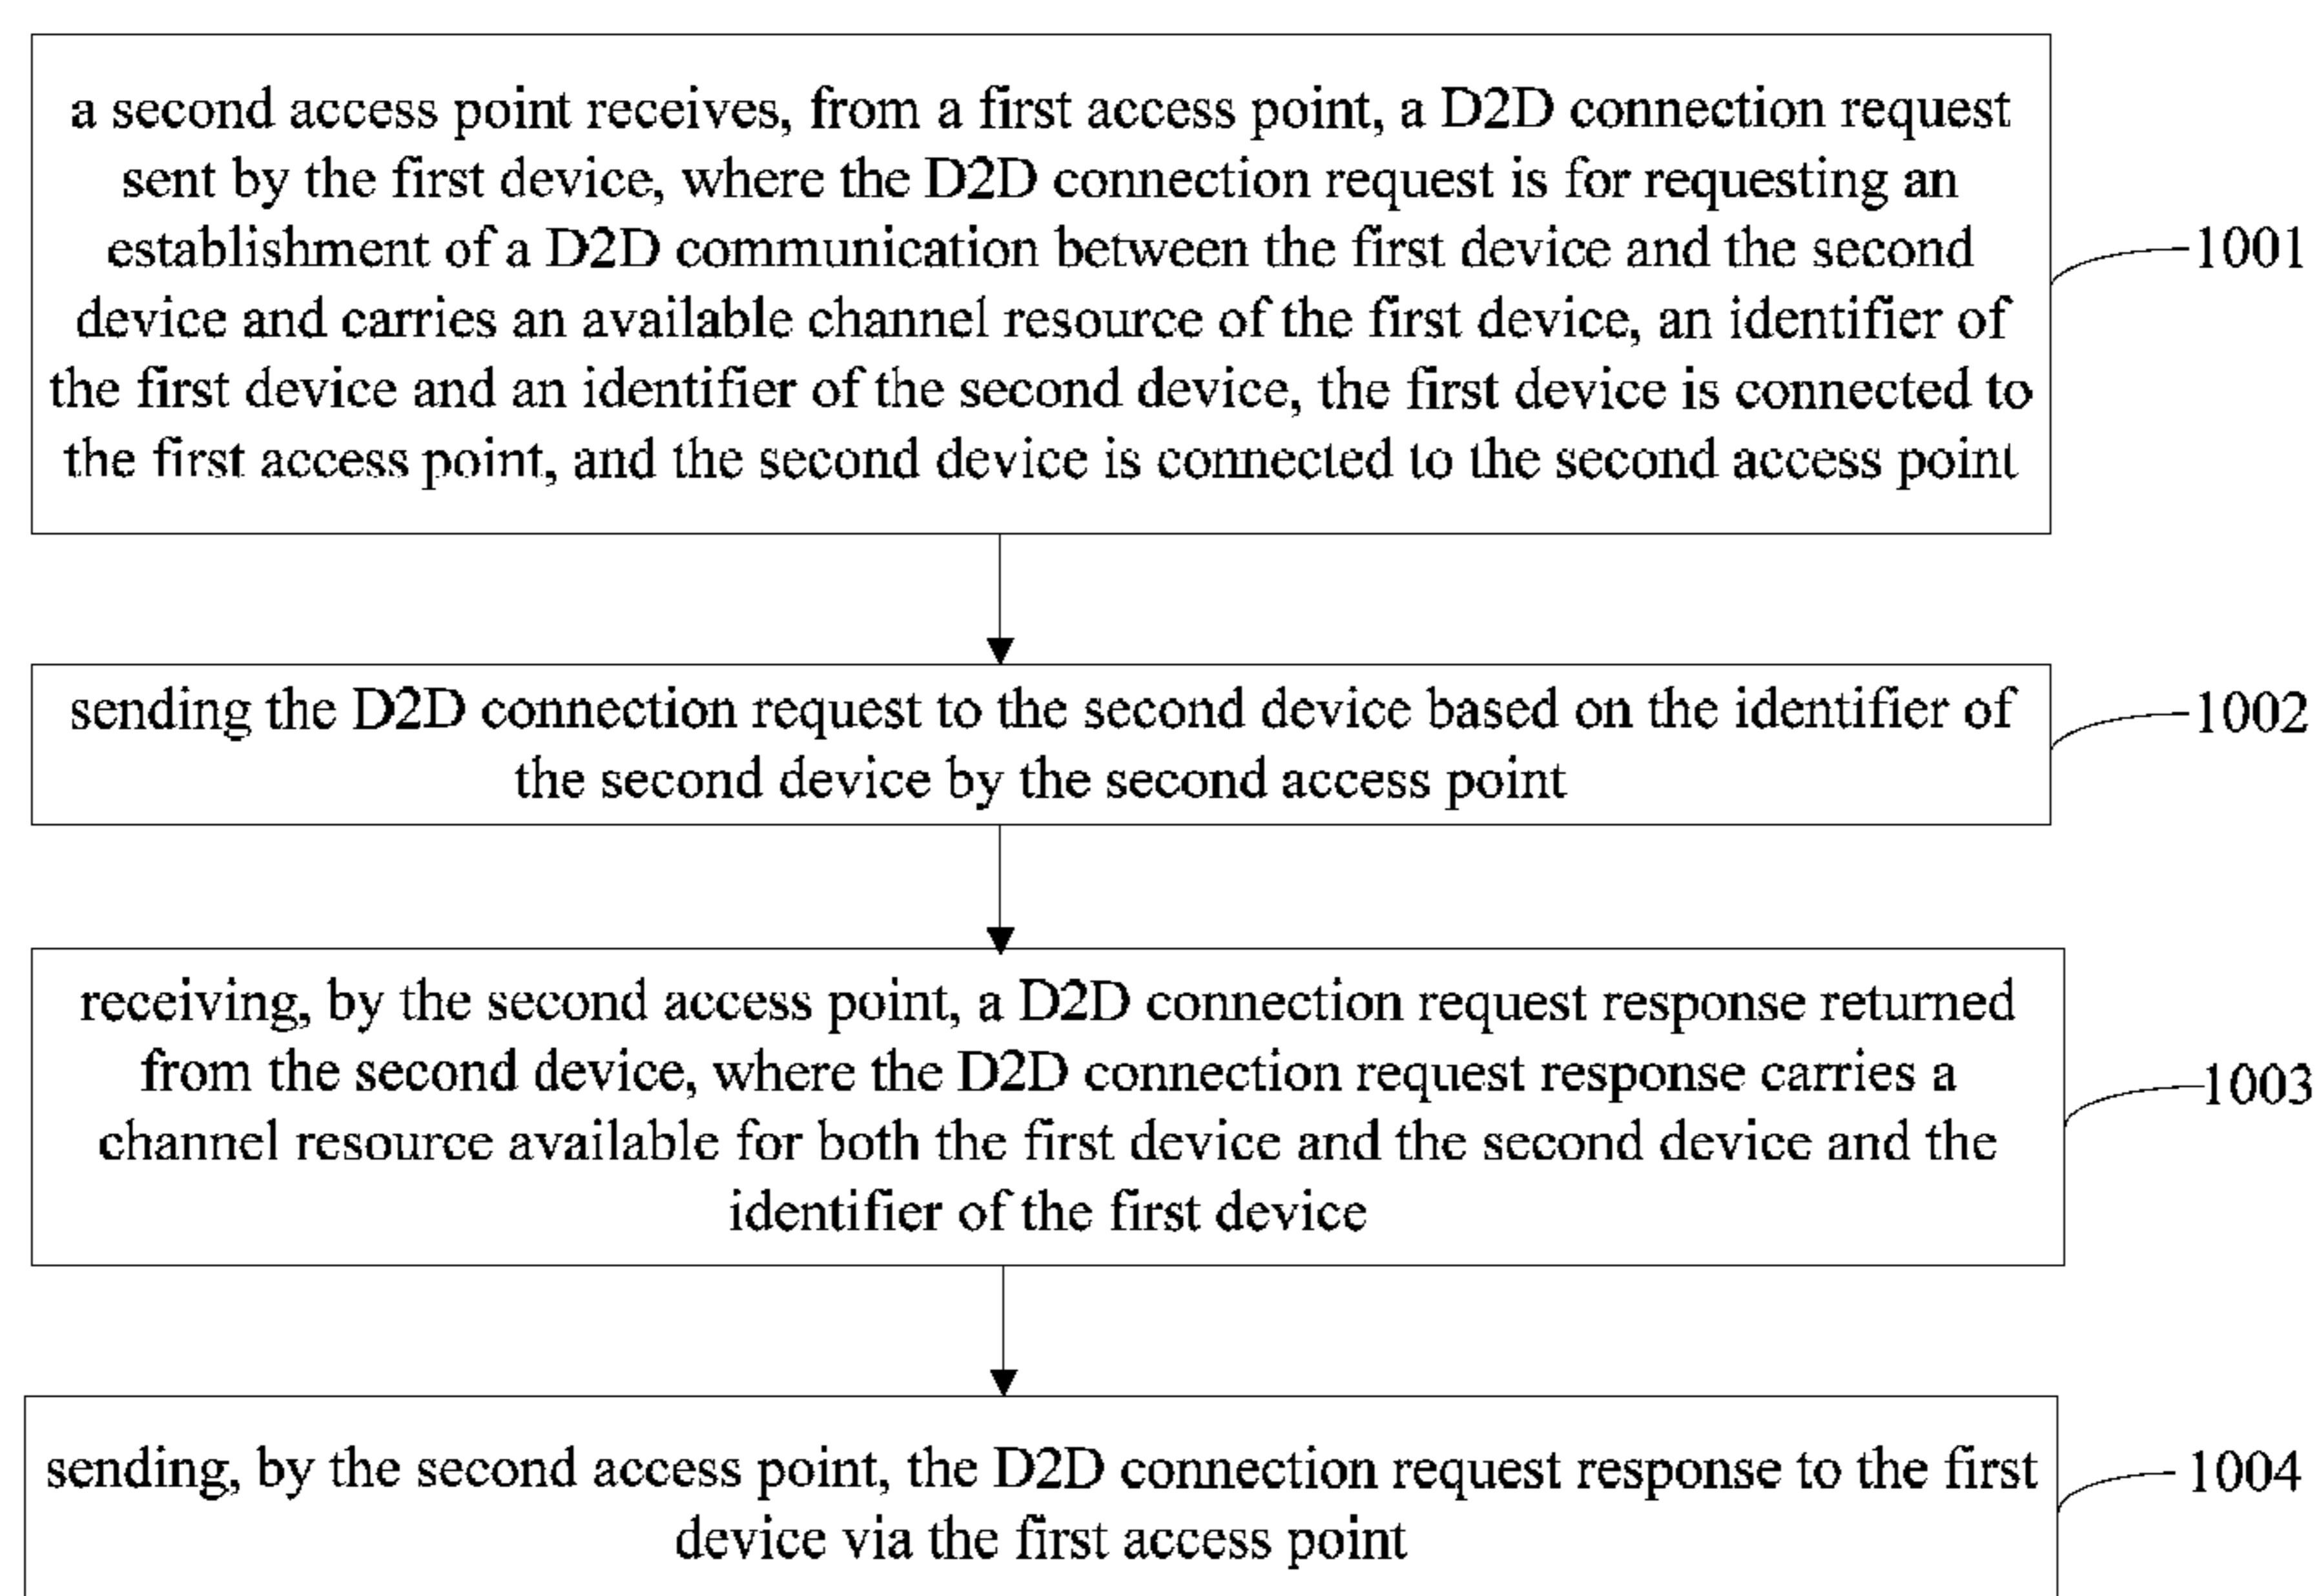 a second access point receives, from a first access point, a D2D connection request
sent by the first device, where the D2D connection request is for requesting an
establishment of a D2D communication between the first device and the second
device and carries an available channel resource of the first device, an identifier of
the first device and an identifier of the second device, the first device is connected to
the first access point, and the second device is connected to the second access point
1001
sending the D2D connection request to the second device based on the identifier of
the second device by the second access point
1002
receiving, by the second access point, a D2D connection request response returned
from the second device, where the D2D connection request response carries a
channel resource available for both the first device and the second device and the
identifier of the first device
1003
sending, by the second access point, the D2D connection request response to the first
device via the first access point
1004